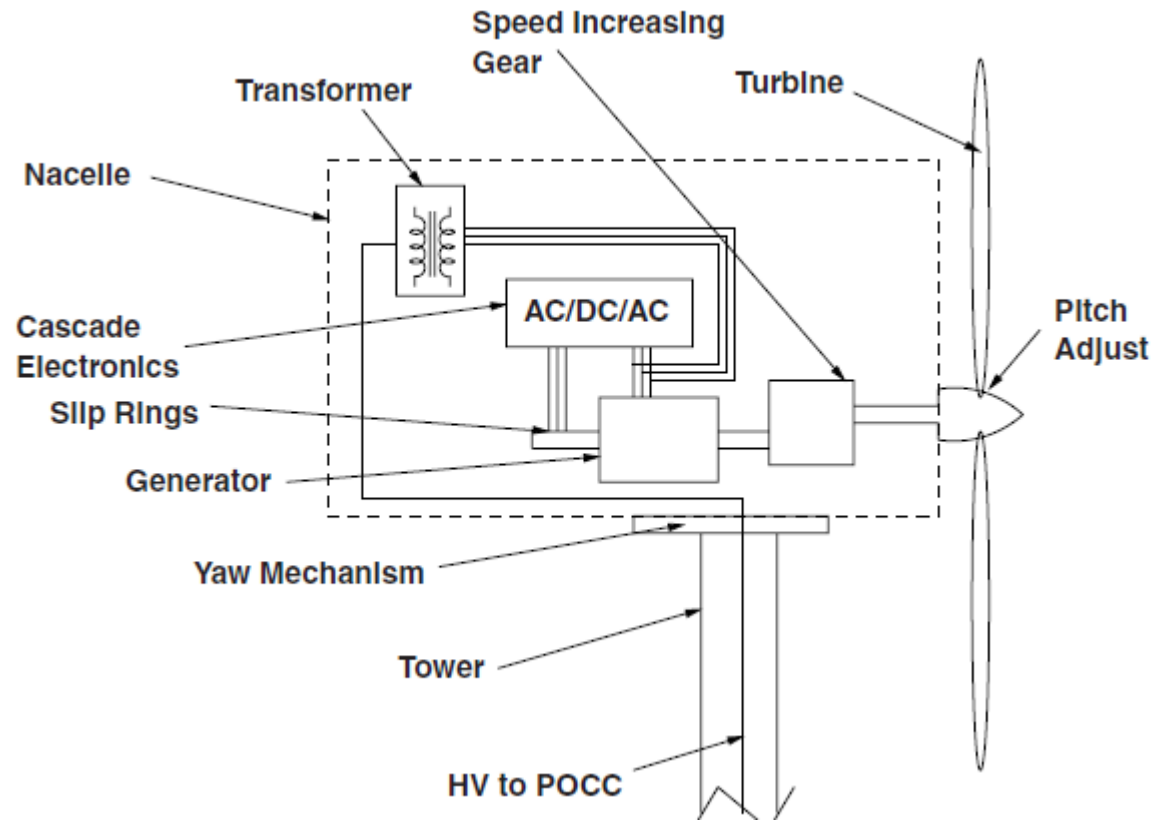 Speed Increasing
Gear
Turbine
Transformer
Nacelle
AC/DC/AC
Pitch
Adjust
Cascade
Electronics
Slip Rings
Generator
Yaw Mechanism
Tower
HV to POCC